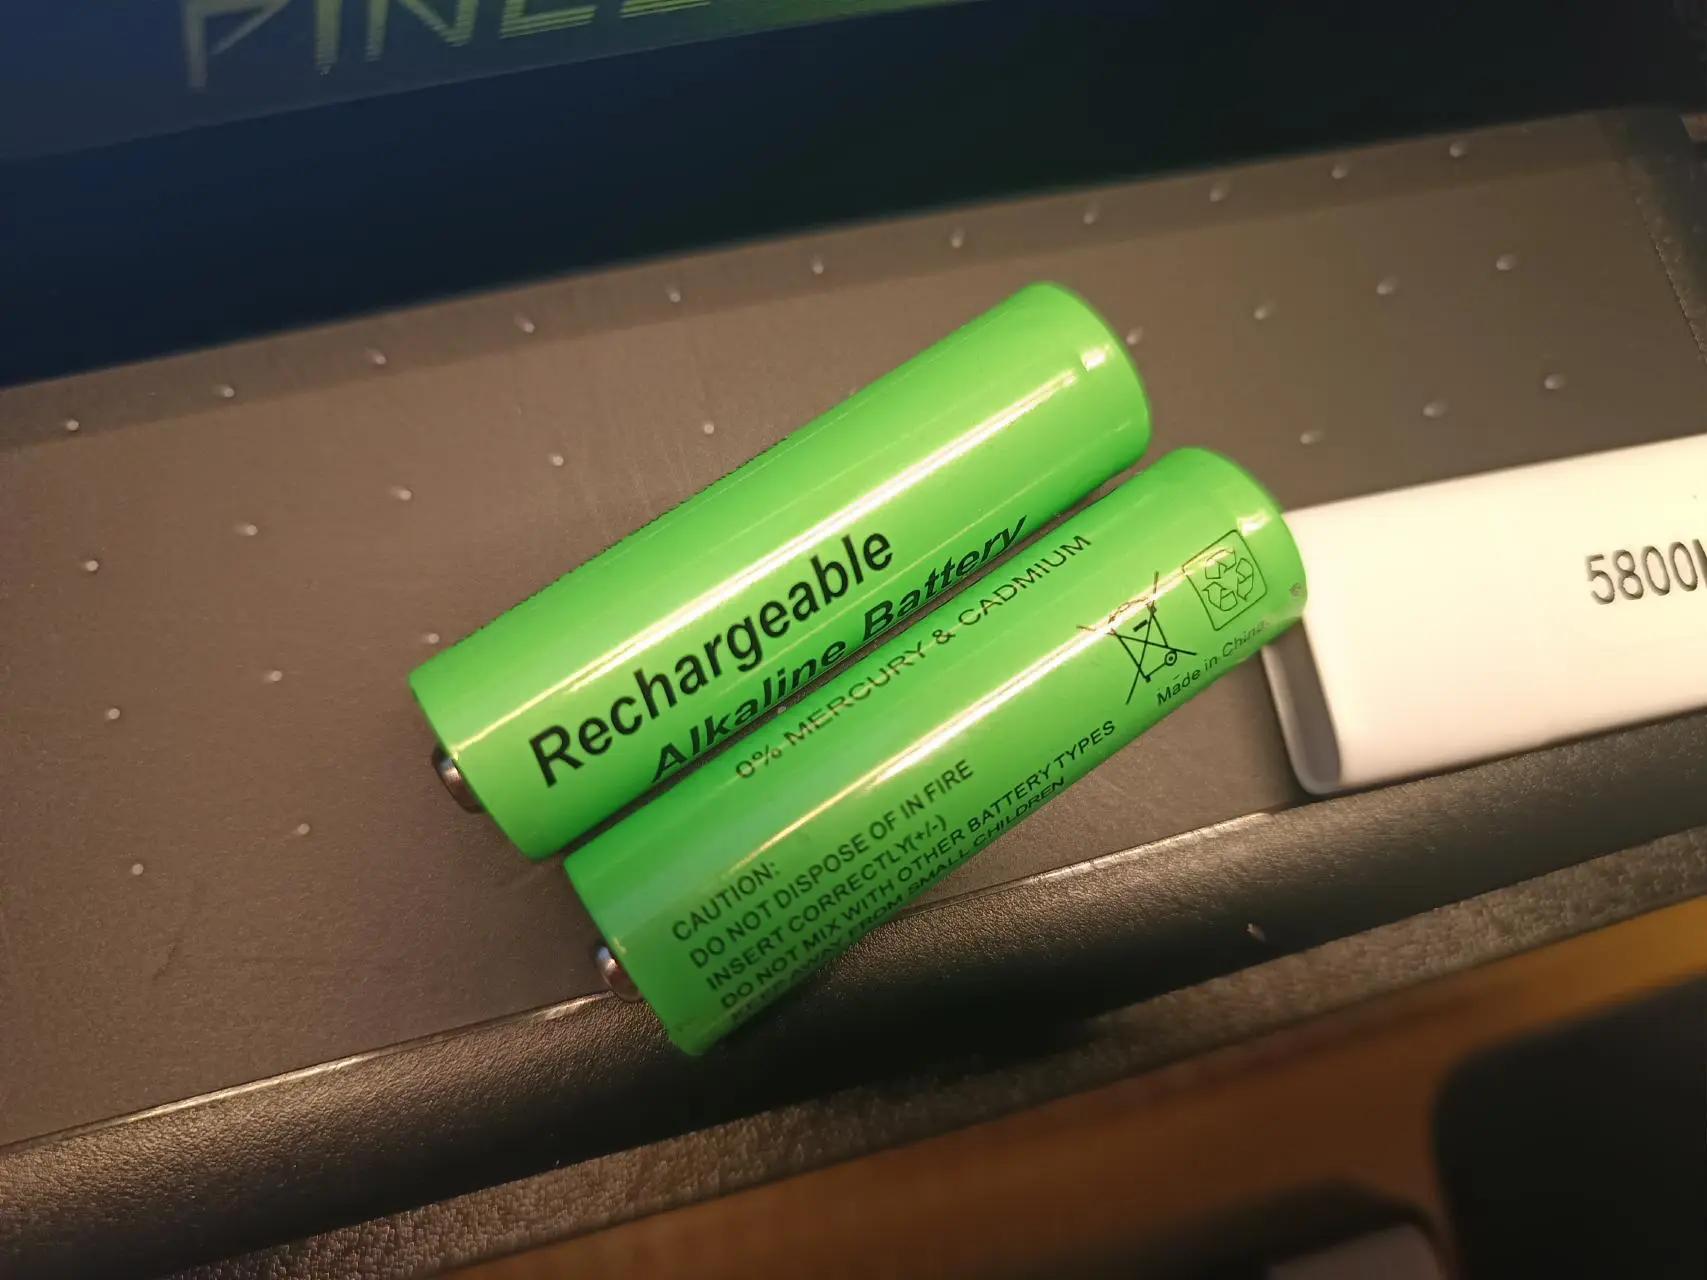 Rechargeable
Alkaline Battery
0% MERCURY & CADMIUM
CAUTION:
DO NOT DISPOSE OF IN FIRE
INSERT CORRECTLY(+/-)
DO NOT MIX WITH OTHER BATTERY TYPES
KEEP AWAY FROM SMALL CHILDREN
Made in China